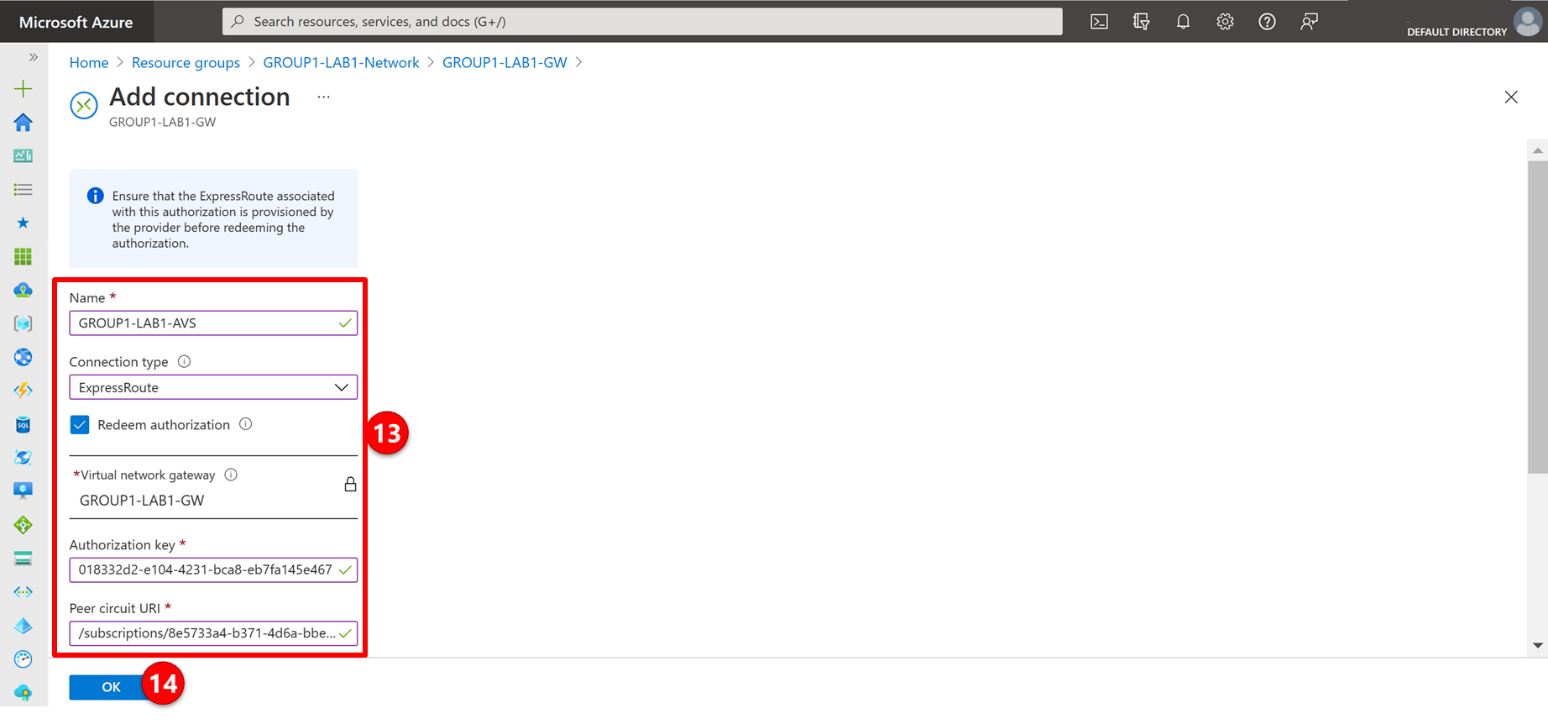 Microsoft Azure
Search resources, services, and docs (G+/)
DEFAULT DIRECTORY
Home > Resource groups > GROUP1-LAB1-Network > GROUP1-LAB1-GW >
Add connection ...
GROUP1-LAB1-GW
Ensure that the ExpressRoute associated
with this authorization is provisioned by
the provider before redeeming the
authorization.
Name *
GROUP1-LAB1-AVS
Connection type
ExpressRoute
Redeem authorization
13
*Virtual network gateway
GROUP1-LAB1-GW
Authorization key *
018332d2-e104-4231-bca8-eb7fa145e467
Peer circuit URI *
/subscriptions/8e5733a4-b371-4d6a-bbe...
OK
14
SQL